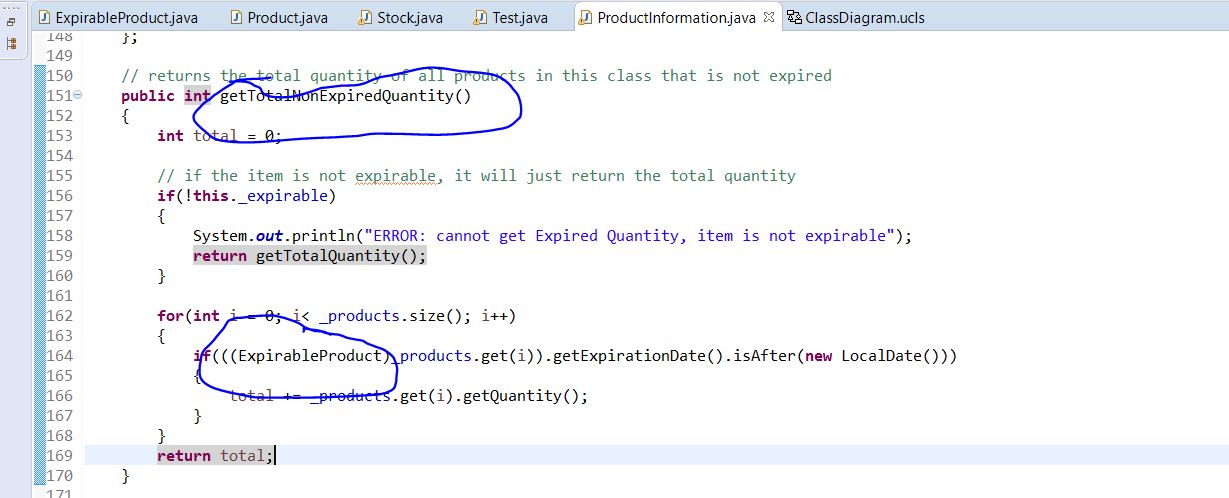 ExpirableProduct.java Product.java Stock.java Test.java ProductInformation.java ClassDiagram.ucls
148 };
149
150 // returns the total quantity of all products in this class that is not expired
151 public int getTotalNonExpiredQuantity()
152 {
153 int total = 0;
154
155 // if the item is not expirable, it will just return the total quantity
156 if(!this._expirable)
157 {
158 System.out.println("ERROR: cannot get Expired Quantity, item is not expirable");
159 return getTotalQuantity();
160 }
161
162 for(int i = 0; i< _products.size(); i++)
163 {
164 if(((ExpirableProduct)_products.get(i)).getExpirationDate().isAfter(new LocalDate()))
165 {
166 total += _products.get(i).getQuantity();
167 }
168 }
169 return total;
170 }
171